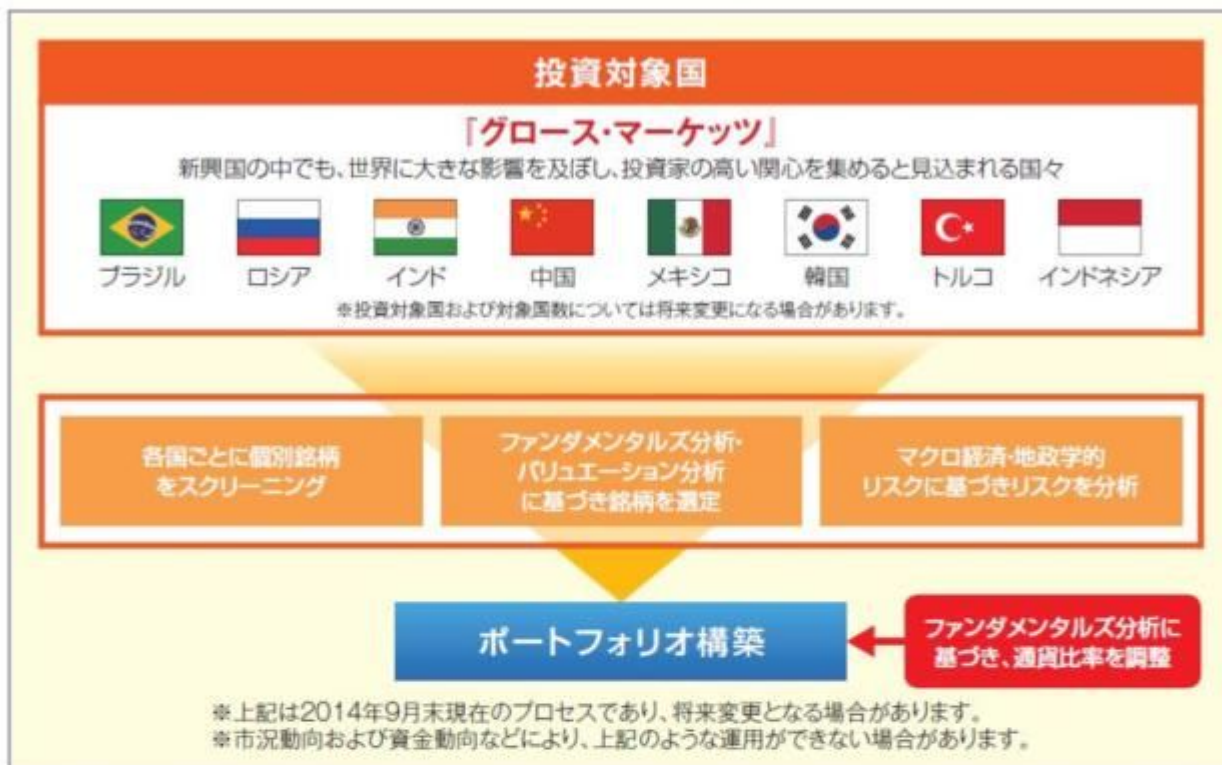 投資対象国
『グロース・マーケッツ』
新興国の中でも、世界に大きな影響を及ぼし、投資家の高い関心を集めると見込まれる国々
ブラジル
ロシア
インド
中国
メキシコ
韓国
トルコ
インドネシア
※投資対象国および対象国数については将来変更になる場合があります。
各国ごとに個別銘柄
をスクリーニング
ファンダメンタルズ分析・
バリュエーション分析
に基づき銘柄を選定
マクロ経済・地政学的
リスクに基づきリスクを分析
ポートフォリオ構築
ファンダメンタルズ分析に
基づき、通貨比率を調整
※上記は2014年9月末現在のプロセスであり、将来変更となる場合があります。
※市況動向および資金動向などにより、上記のような運用ができない場合があります。